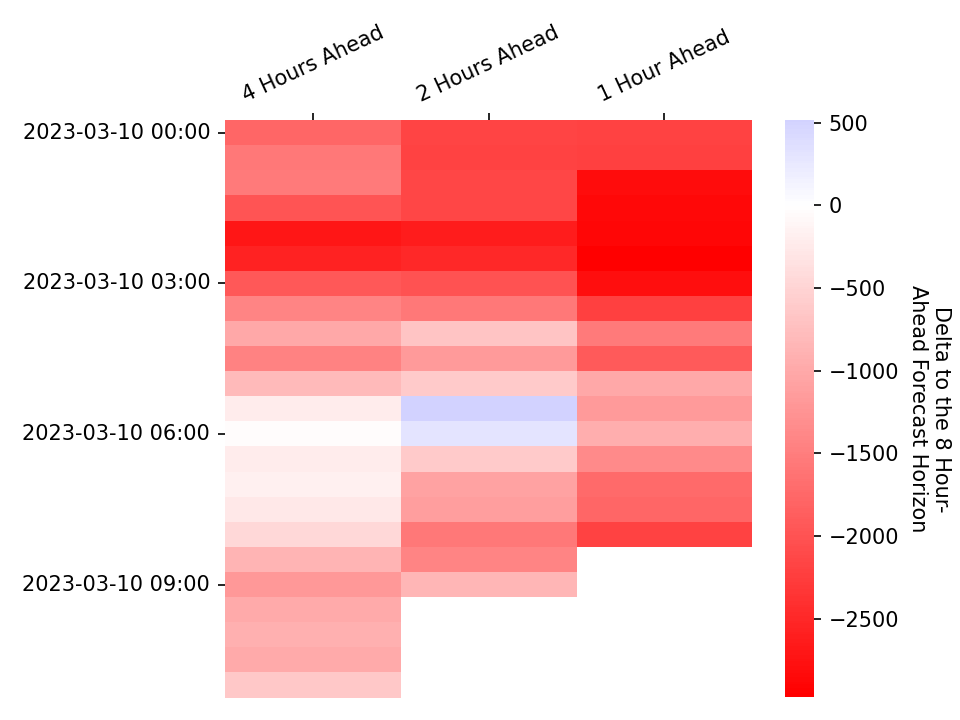 4 Hours Ahead
2 Hours Ahead
1 Hour Ahead
2023-03-10 00:00
2023-03-10 03:00
2023-03-10 06:00
2023-03-10 09:00
500
0
−500
−1000
−1500
−2000
−2500
Delta to the 8 Hour-
Ahead Forecast Horizon